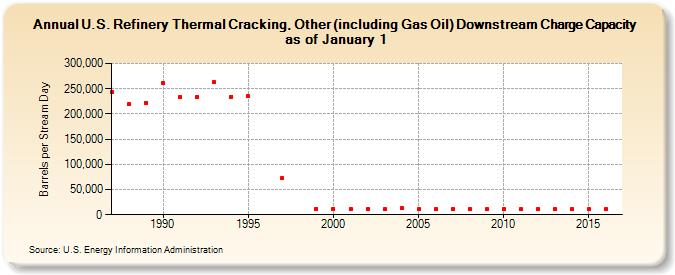 Annual U.S. Refinery Thermal Cracking, Other (including Gas Oil) Downstream Charge Capacity
as of January 1
Barrels per Stream Day
300,000
250,000
200,000
150,000
100,000
50,000
0
1990 1995 2000 2005 2010 2015
Source: U.S. Energy Information Administration